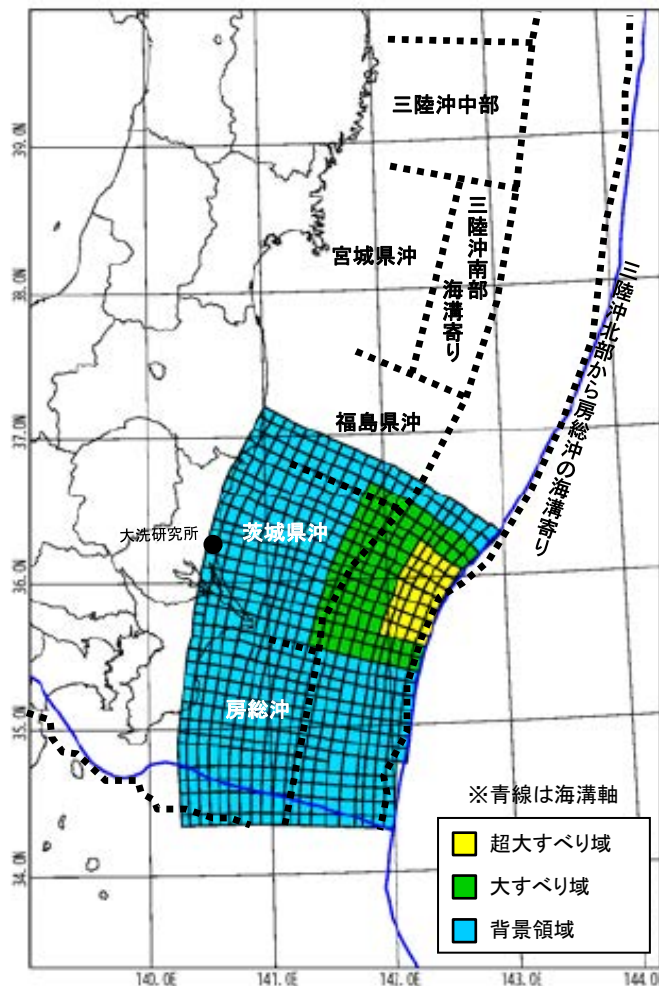 三陸沖中部
39.0N
三陸沖南部
海溝寄り
宮城県沖
38.0N
三陸沖北部から房総沖の海溝寄り
37.0N
福島県沖
大洗研究所
茨城県沖
36.0N
房総沖
35.0N
※青線は海溝軸
超大すべり域
34.0N
大すべり域
背景領域
140.0E
141.0E
142.0E
143.0E
144.0E